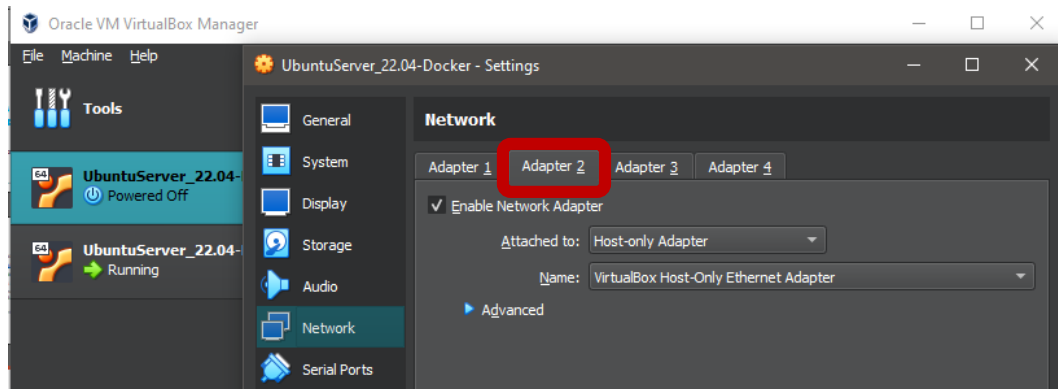 Oracle VM VirtualBox Manager
File Machine Help
UbuntuServer_22.04-Docker - Settings
Tools
General
Network
System
Adapter 1 Adapter 2 Adapter 3 Adapter 4
64
UbuntuServer_22.04-
Powered Off
Display
Enable Network Adapter
Attached to: Host-only Adapter
Storage
64
UbuntuServer_22.04-
Running
Name: VirtualBox Host-Only Ethernet Adapter
Audio
Advanced
Network
Serial Ports